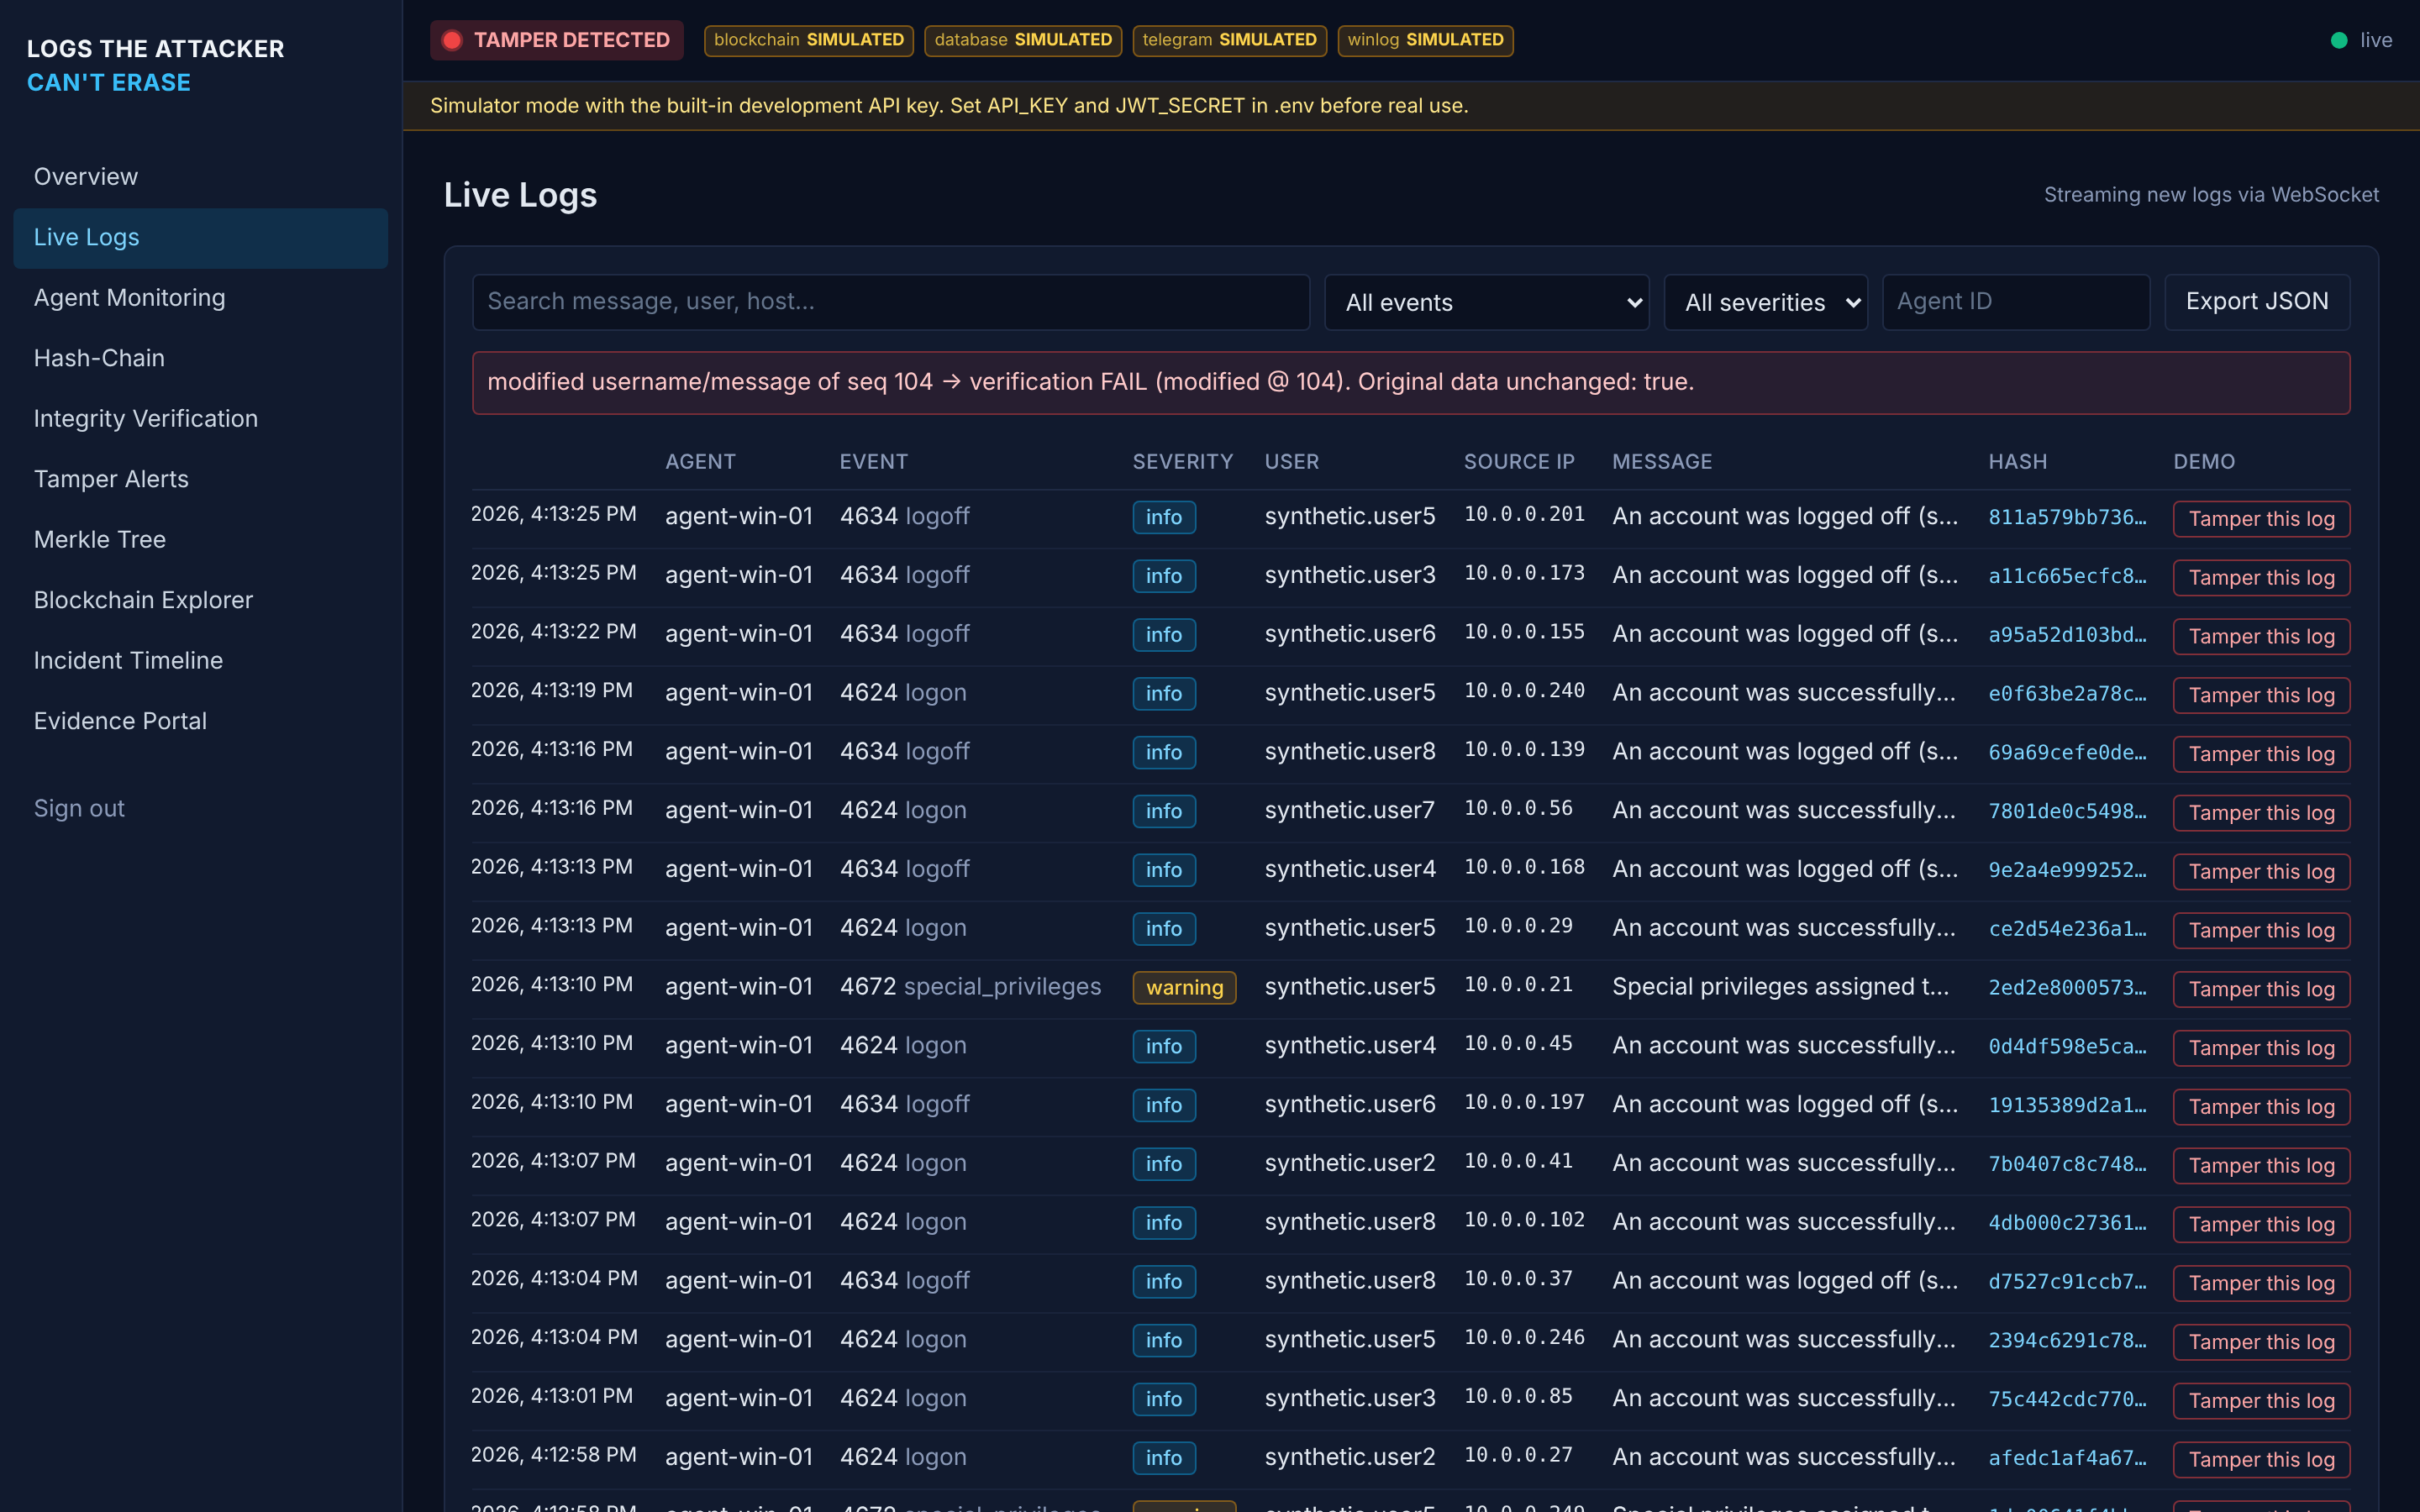 LOGS THE ATTACKER
CAN'T ERASE
Overview
Live Logs
Agent Monitoring
Hash-Chain
Integrity Verification
Tamper Alerts
Merkle Tree
Blockchain Explorer
Incident Timeline
Evidence Portal
Sign out
TAMPER DETECTED blockchain SIMULATED database SIMULATED telegram SIMULATED winlog SIMULATED live
Simulator mode with the built-in development API key. Set API_KEY and JWT_SECRET in .env before real use.
Live Logs Streaming new logs via WebSocket
Search message, user, host... All events All severities Agent ID Export JSON
modified username/message of seq 104 → verification FAIL (modified @ 104). Original data unchanged: true.
AGENT EVENT SEVERITY USER SOURCE IP MESSAGE HASH DEMO
2026, 4:13:25 PM agent-win-01 4634 logoff info synthetic.user5 10.0.0.201 An account was logged off (s... 811a579bb736… Tamper this log
2026, 4:13:25 PM agent-win-01 4634 logoff info synthetic.user3 10.0.0.173 An account was logged off (s... a11c665ecfc8… Tamper this log
2026, 4:13:22 PM agent-win-01 4634 logoff info synthetic.user6 10.0.0.155 An account was logged off (s... a95a52d103bd… Tamper this log
2026, 4:13:19 PM agent-win-01 4624 logon info synthetic.user5 10.0.0.240 An account was successfully... e0f63be2a78c… Tamper this log
2026, 4:13:16 PM agent-win-01 4634 logoff info synthetic.user8 10.0.0.139 An account was logged off (s... 69a69cefe0de… Tamper this log
2026, 4:13:16 PM agent-win-01 4624 logon info synthetic.user7 10.0.0.56 An account was successfully... 7801de0c5498… Tamper this log
2026, 4:13:13 PM agent-win-01 4634 logoff info synthetic.user4 10.0.0.168 An account was logged off (s... 9e2a4e999252… Tamper this log
2026, 4:13:13 PM agent-win-01 4624 logon info synthetic.user5 10.0.0.29 An account was successfully... ce2d54e236a1… Tamper this log
2026, 4:13:10 PM agent-win-01 4672 special_privileges warning synthetic.user5 10.0.0.21 Special privileges assigned t... 2ed2e8000573… Tamper this log
2026, 4:13:10 PM agent-win-01 4624 logon info synthetic.user4 10.0.0.45 An account was successfully... 0d4df598e5ca… Tamper this log
2026, 4:13:10 PM agent-win-01 4634 logoff info synthetic.user6 10.0.0.197 An account was logged off (s... 19135389d2a1… Tamper this log
2026, 4:13:07 PM agent-win-01 4624 logon info synthetic.user2 10.0.0.41 An account was successfully... 7b0407c8c748… Tamper this log
2026, 4:13:07 PM agent-win-01 4624 logon info synthetic.user8 10.0.0.102 An account was successfully... 4db000c27361… Tamper this log
2026, 4:13:04 PM agent-win-01 4634 logoff info synthetic.user8 10.0.0.37 An account was logged off (s... d7527c91ccb7… Tamper this log
2026, 4:13:04 PM agent-win-01 4624 logon info synthetic.user5 10.0.0.246 An account was successfully... 2394c6291c78… Tamper this log
2026, 4:13:01 PM agent-win-01 4624 logon info synthetic.user3 10.0.0.85 An account was successfully... 75c442cdc770… Tamper this log
2026, 4:12:58 PM agent-win-01 4624 logon info synthetic.user2 10.0.0.27 An account was successfully... afedc1af4a67… Tamper this log